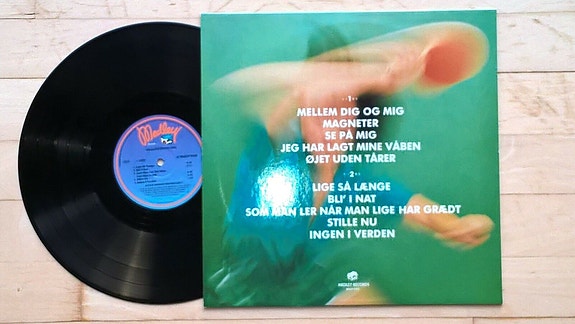 Medley
1
MELLEM DIG OG MIG
MAGNETER
SE PÅ MIG
JEG HAR LAGT MINE VÅBEN
ØJET UDEN TÅRER
2
LIGE SÅ LÆNGE
BLI' I NAT
SOM MAN LER NÅR MAN LIGE HAR GRÆDT
STILLE NU
INGEN I VERDEN
MEDLEY RECORDS